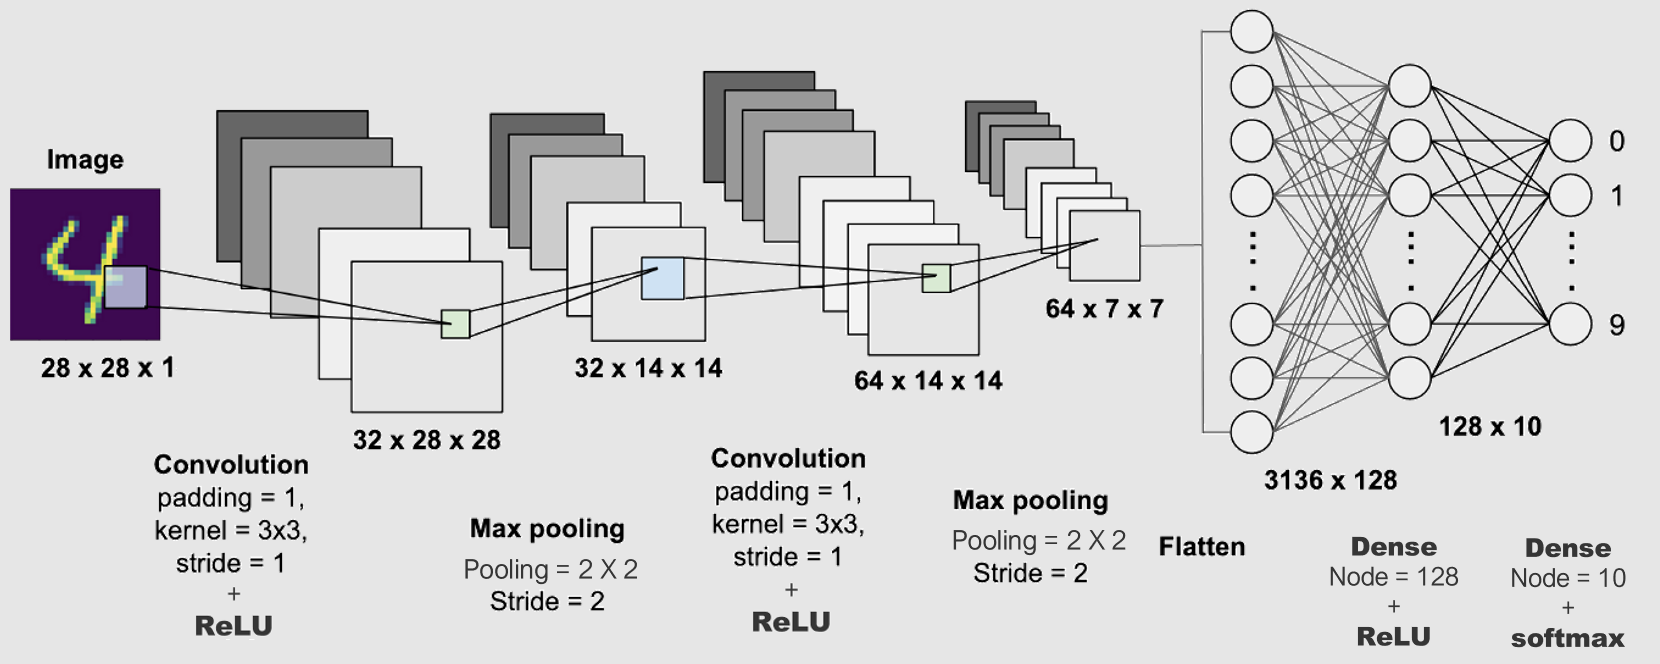 Image
28 x 28 x 1
32 x 28 x 28
32 x 14 x 14
64 x 14 x 14
64 x 7 x 7
0
1
9
128 x 10
3136 x 128
Convolution
padding = 1,
kernel = 3x3,
stride = 1
+
ReLU
Max pooling
Pooling = 2 X 2
Stride = 2
Convolution
padding = 1,
kernel = 3x3,
stride = 1
+
ReLU
Max pooling
Pooling = 2 X 2
Stride = 2
Flatten
Dense
Node = 128
+
ReLU
Dense
Node = 10
+
softmax